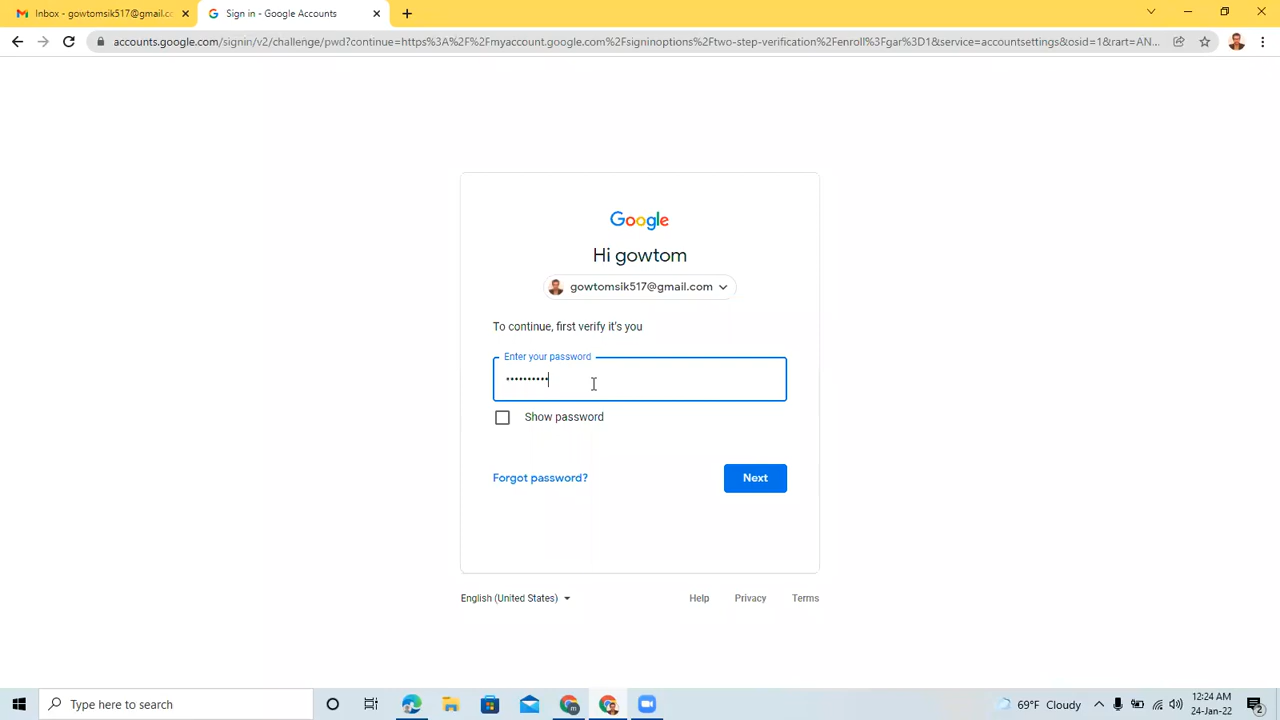 Inbox - gowtomsik517@gmail.co
Sign in - Google Accounts
accounts.google.com/signin/v2/challenge/pwd?continue=https%3A%2F%2Fmyaccount.google.com%2Fsigninoptions%2Ftwo-step-verification%2Fenroll%3Fgar%3D1&service=accountsettings&osid=1&rart=AN...
Google
Hi gowtom
gowtomsik517@gmail.com
To continue, first verify it's you
Enter your password
••••••••••
Show password
Forgot password?
Next
English (United States)
Help
Privacy
Terms
Type here to search
69°F Cloudy
12:24 AM
24-Jan-22
2